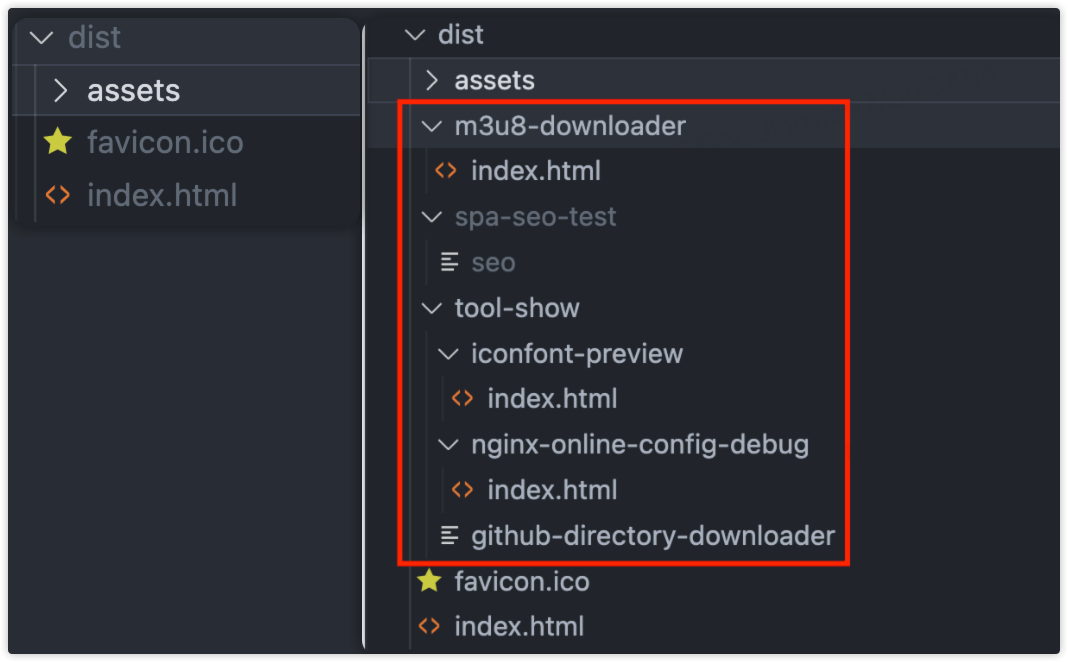 dist
assets
favicon.ico
index.html
dist
assets
m3u8-downloader
index.html
spa-seo-test
seo
tool-show
iconfont-preview
index.html
nginx-online-config-debug
index.html
github-directory-downloader
favicon.ico
index.html